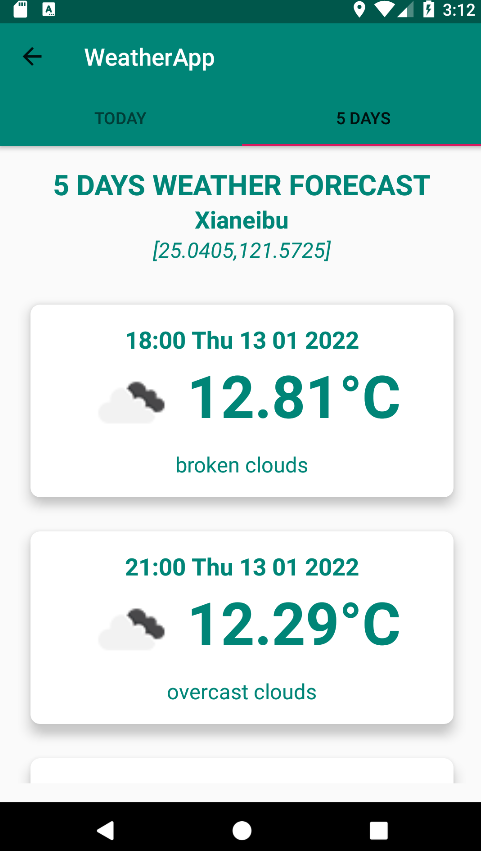 3:12
WeatherApp
TODAY
5 DAYS
5 DAYS WEATHER FORECAST
Xianeibu
[25.0405,121.5725]
18:00 Thu 13 01 2022
12.81°C
broken clouds
21:00 Thu 13 01 2022
12.29°C
overcast clouds